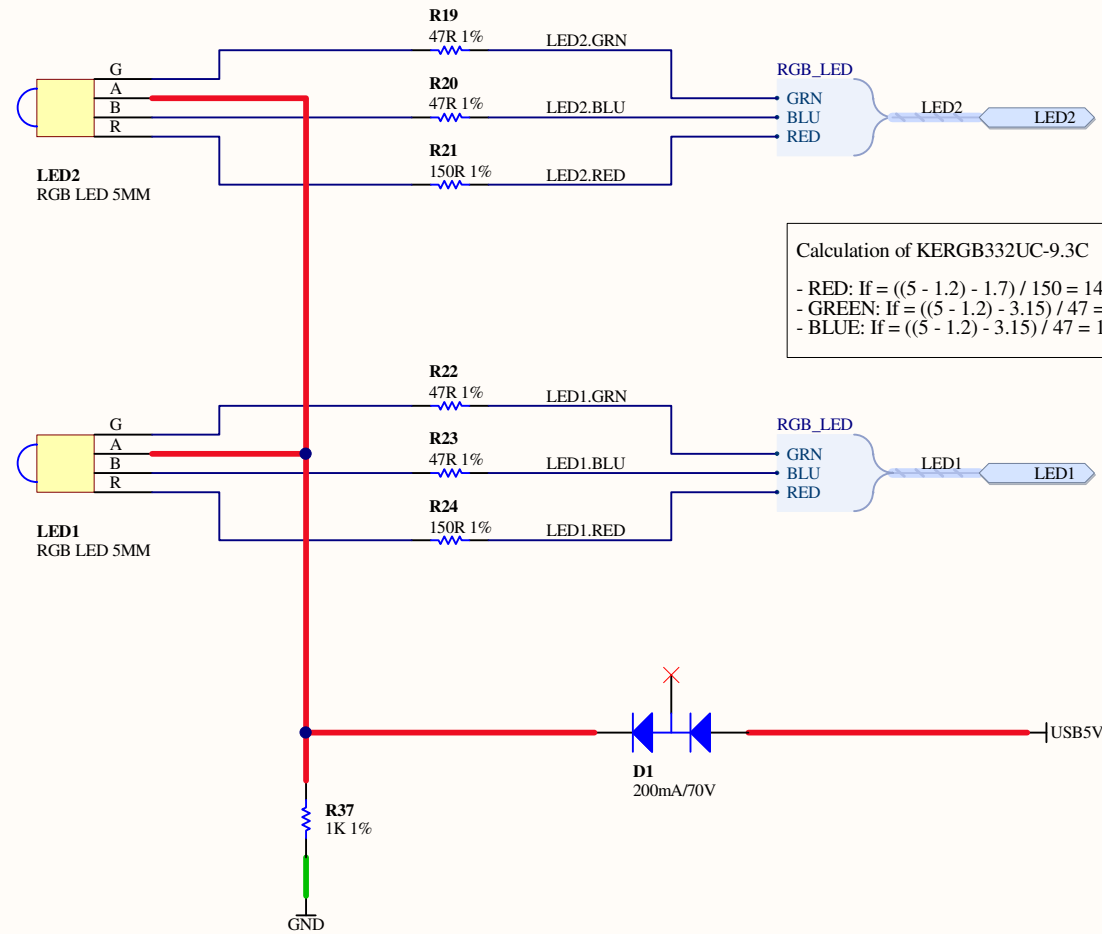 R19
47R 1%
LED2.GRN
G
A
B
R
R20
47R 1%
LED2.BLU
RGB_LED
GRN
BLU
RED
LED2
LED2
R21
150R 1%
LED2.RED
LED2
RGB LED 5MM
Calculation of KERGB332UC-9.3C
- RED: If = ((5 - 1.2) - 1.7) / 150 = 14
- GREEN: If = ((5 - 1.2) - 3.15) / 47 =
- BLUE: If = ((5 - 1.2) - 3.15) / 47 = 1
R22
47R 1%
LED1.GRN
G
A
B
R
R23
47R 1%
LED1.BLU
RGB_LED
GRN
BLU
RED
LED1
LED1
R24
150R 1%
LED1.RED
LED1
RGB LED 5MM
USB5V
D1
200mA/70V
R37
1K 1%
GND